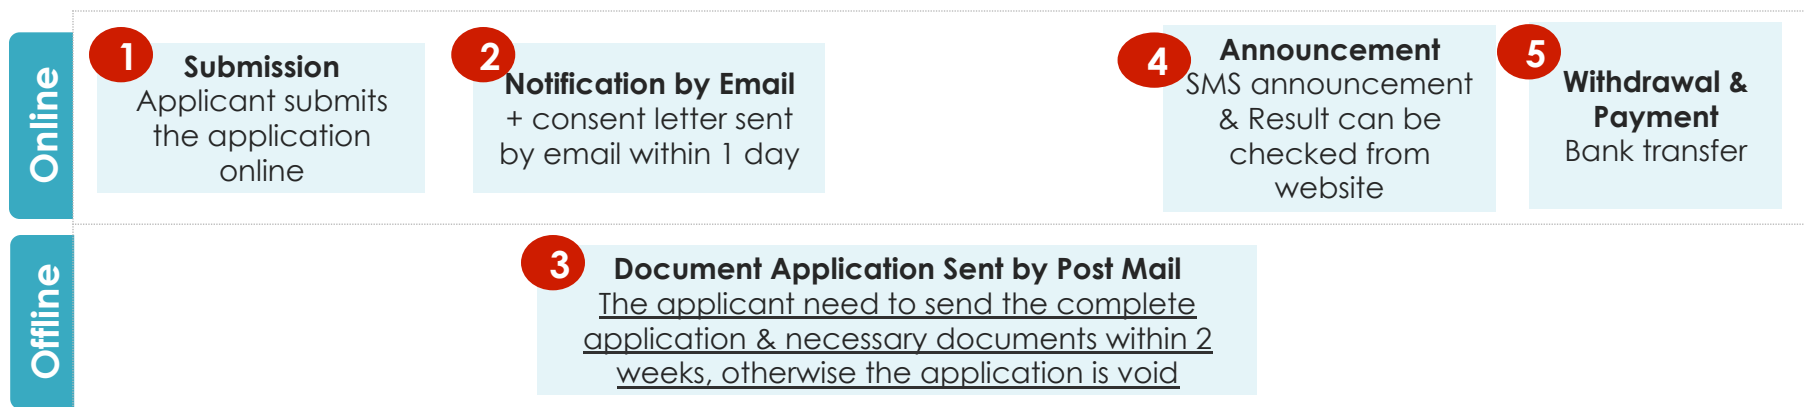 Online
1
Submission
Applicant submits
the application
online
2
Notification by Email
+ consent letter sent
by email within 1 day
4
Announcement
SMS announcement
& Result can be
checked from
website
5
Withdrawal &
Payment
Bank transfer
Offline
3
Document Application Sent by Post Mail
The applicant need to send the complete
application & necessary documents within 2
weeks, otherwise the application is void